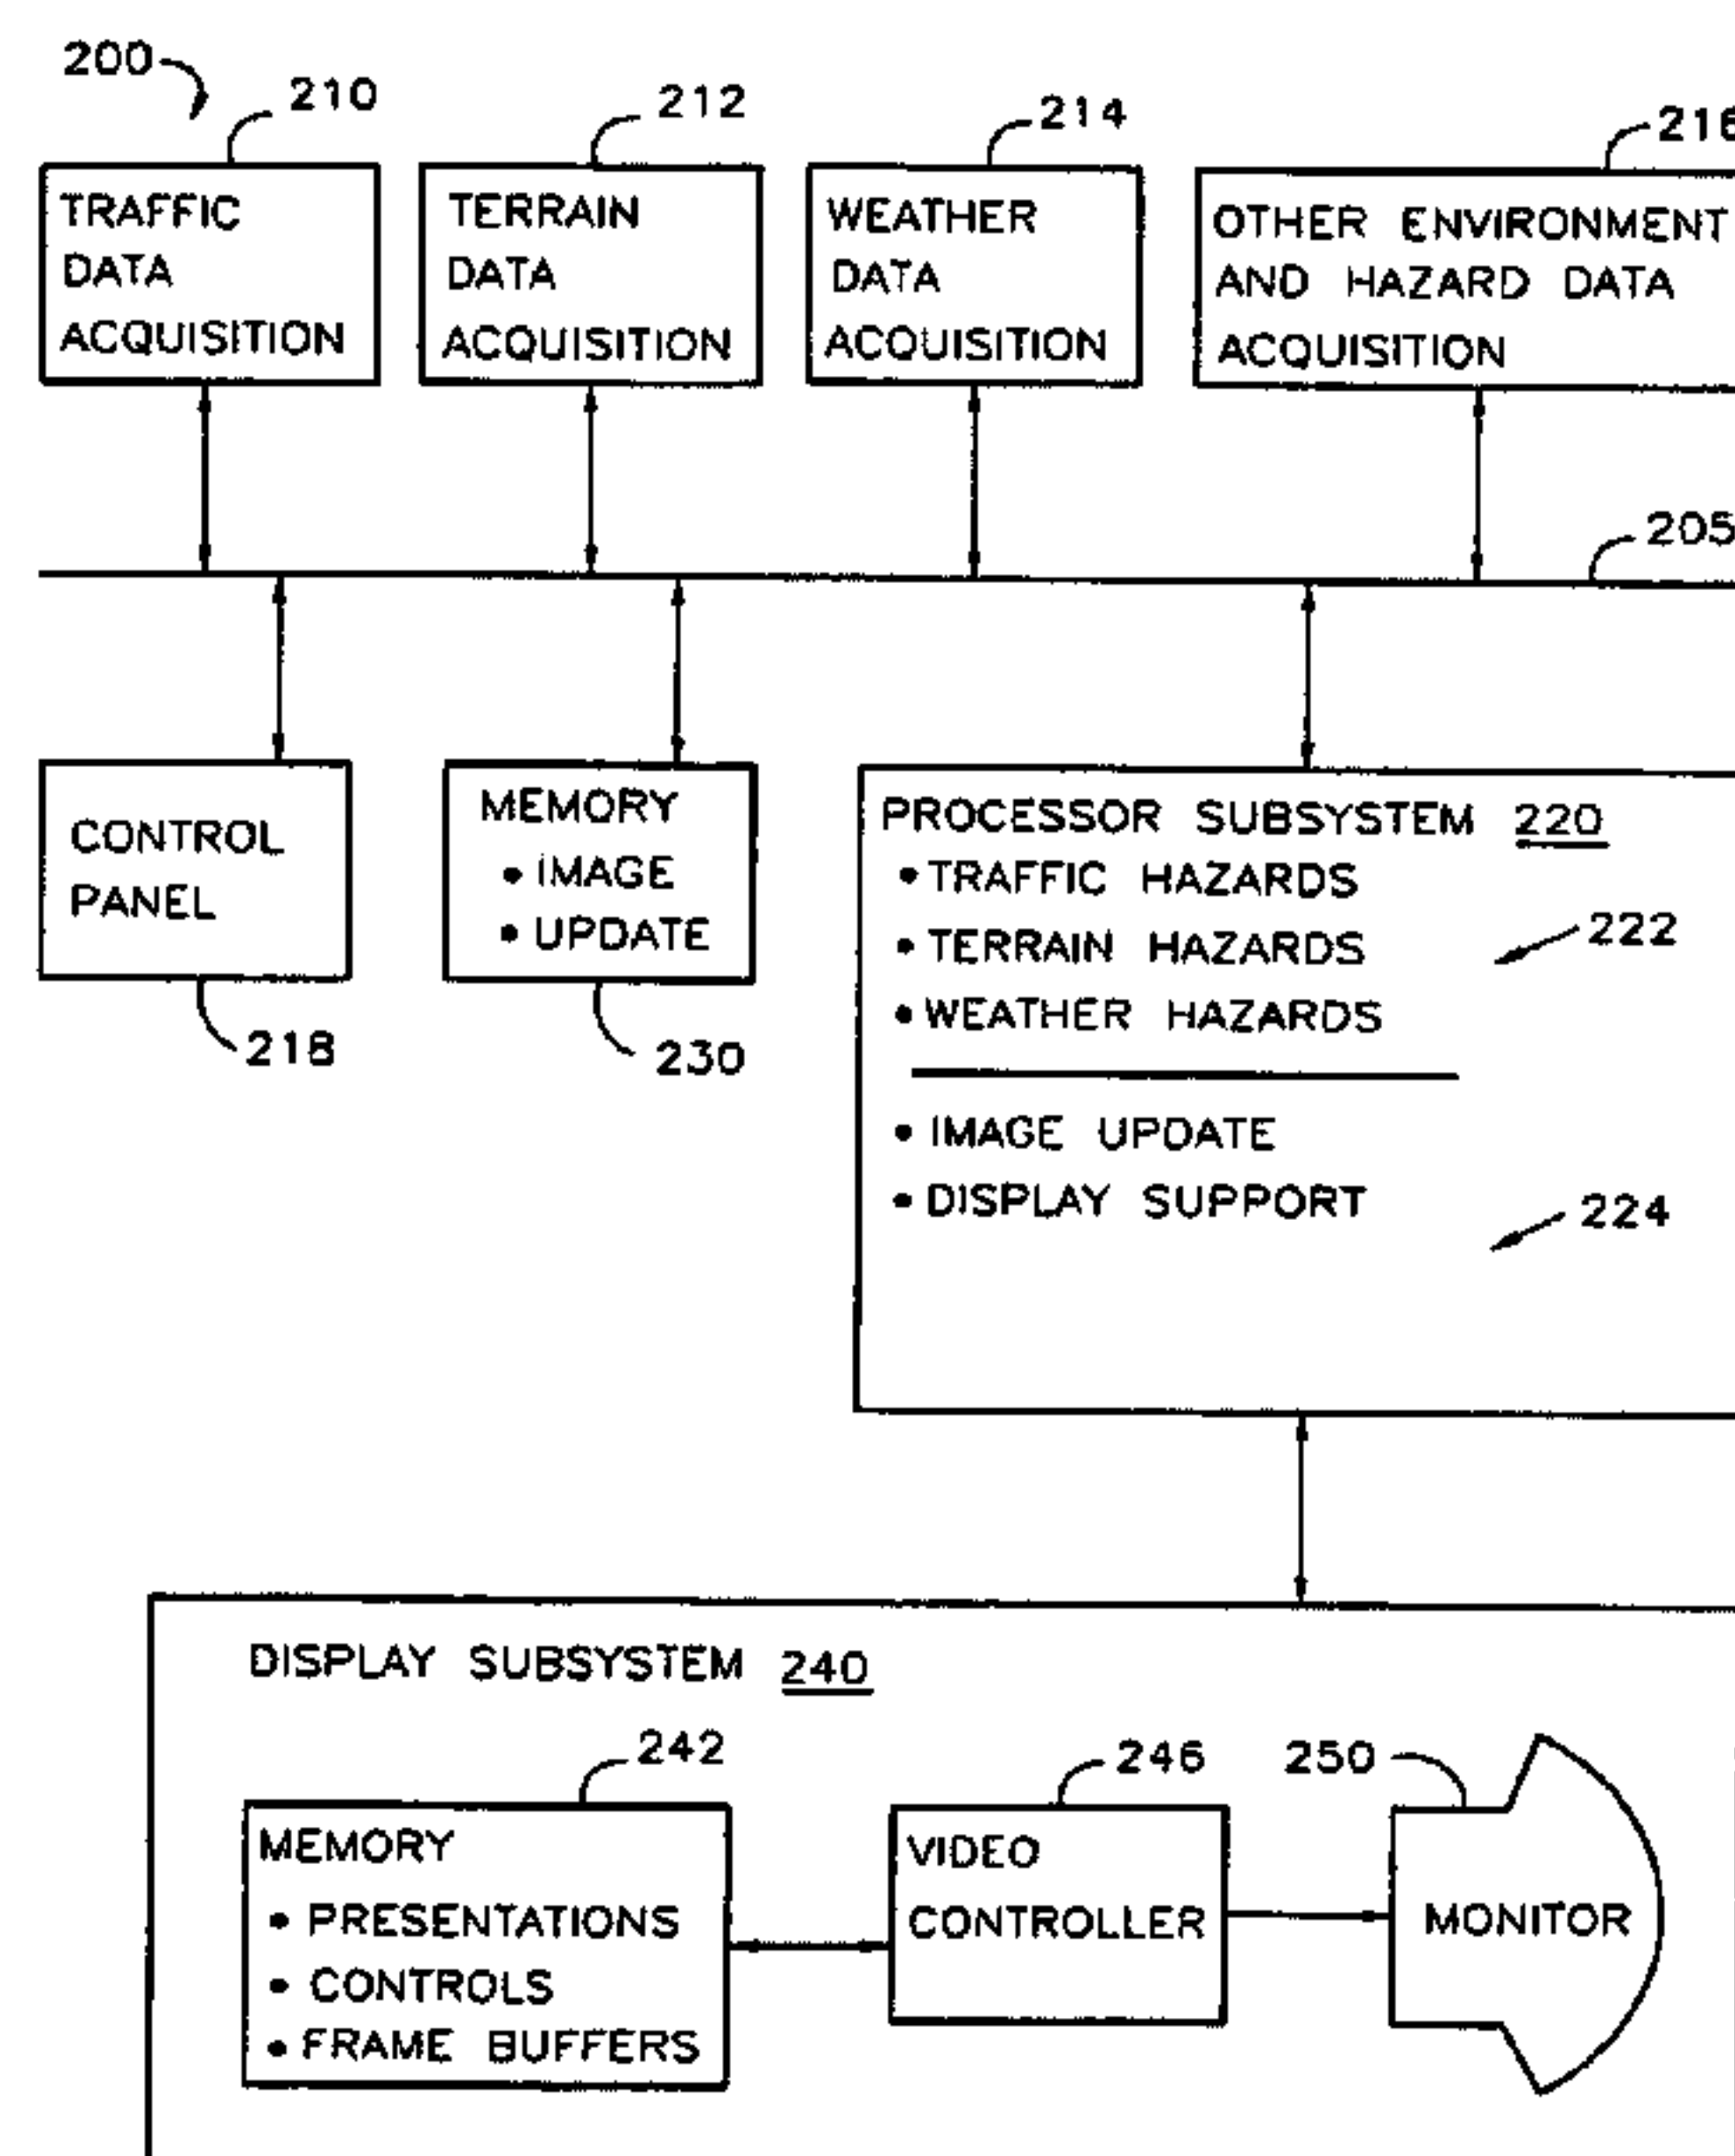 200
210
212
214
216
TRAFFIC
DATA
ACQUISITION
TERRAIN
DATA
ACQUISITION
WEATHER
DATA
ACQUISITION
OTHER ENVIRONMENT
AND HAZARD DATA
ACQUISITION
205
CONTROL
PANEL
218
MEMORY
• IMAGE
• UPDATE
230
PROCESSOR SUBSYSTEM 220
• TRAFFIC HAZARDS
• TERRAIN HAZARDS
• WEATHER HAZARDS
222
• IMAGE UPDATE
• DISPLAY SUPPORT
224
DISPLAY SUBSYSTEM 240
242
MEMORY
• PRESENTATIONS
• CONTROLS
• FRAME BUFFERS
246
VIDEO
CONTROLLER
250
MONITOR